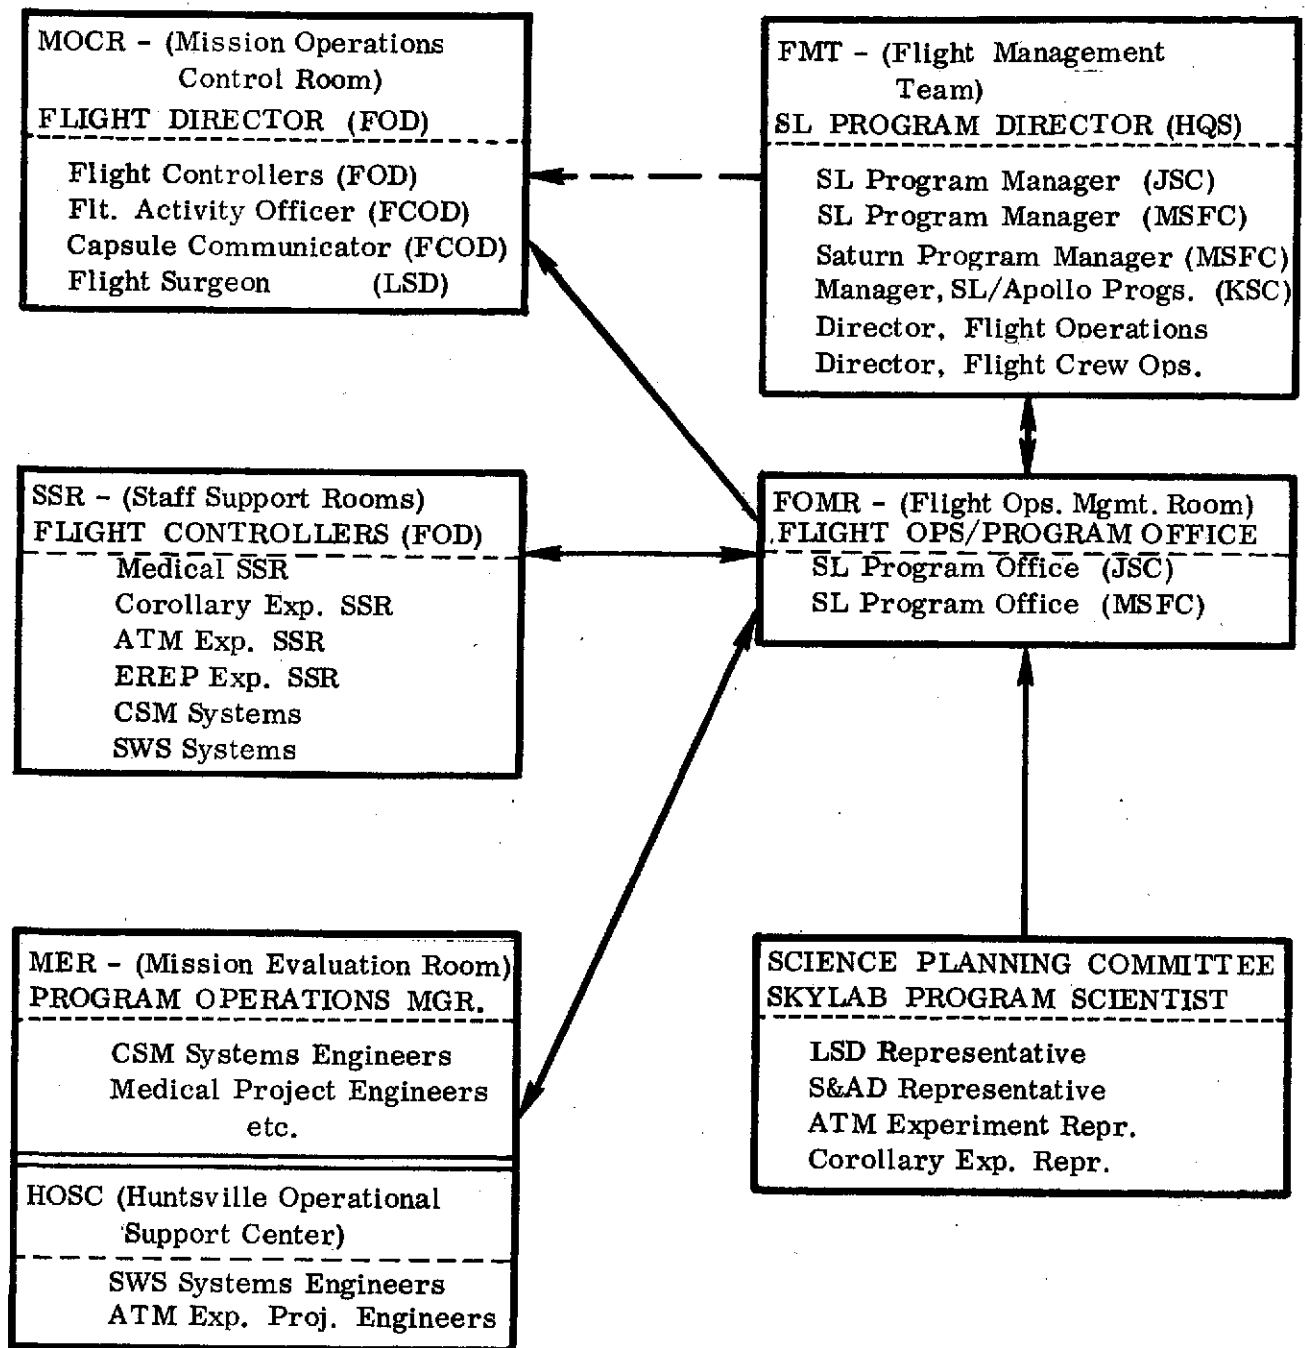 MOCR - (Mission Operations
Control Room)
FLIGHT DIRECTOR (FOD)
Flight Controllers (FOD)
Flt. Activity Officer (FCOD)
Capsule Communicator (FCOD)
Flight Surgeon (LSD)
FMT - (Flight Management
Team)
SL PROGRAM DIRECTOR (HQS)
SL Program Manager (JSC)
SL Program Manager (MSFC)
Saturn Program Manager (MSFC)
Manager, SL/Apollo Progs. (KSC)
Director, Flight Operations
Director, Flight Crew Ops.
SSR - (Staff Support Rooms)
FLIGHT CONTROLLERS (FOD)
Medical SSR
Corollary Exp. SSR
ATM Exp. SSR
EREP Exp. SSR
CSM Systems
SWS Systems
FOMR - (Flight Ops. Mgmt. Room)
FLIGHT OPS/PROGRAM OFFICE
SL Program Office (JSC)
SL Program Office (MSFC)
MER - (Mission Evaluation Room)
PROGRAM OPERATIONS MGR.
CSM Systems Engineers
Medical Project Engineers
etc.
HOSC (Huntsville Operational
Support Center)
SWS Systems Engineers
ATM Exp. Proj. Engineers
SCIENCE PLANNING COMMITTEE
SKYLAB PROGRAM SCIENTIST
LSD Representative
S&AD Representative
ATM Experiment Repr.
Corollary Exp. Repr.